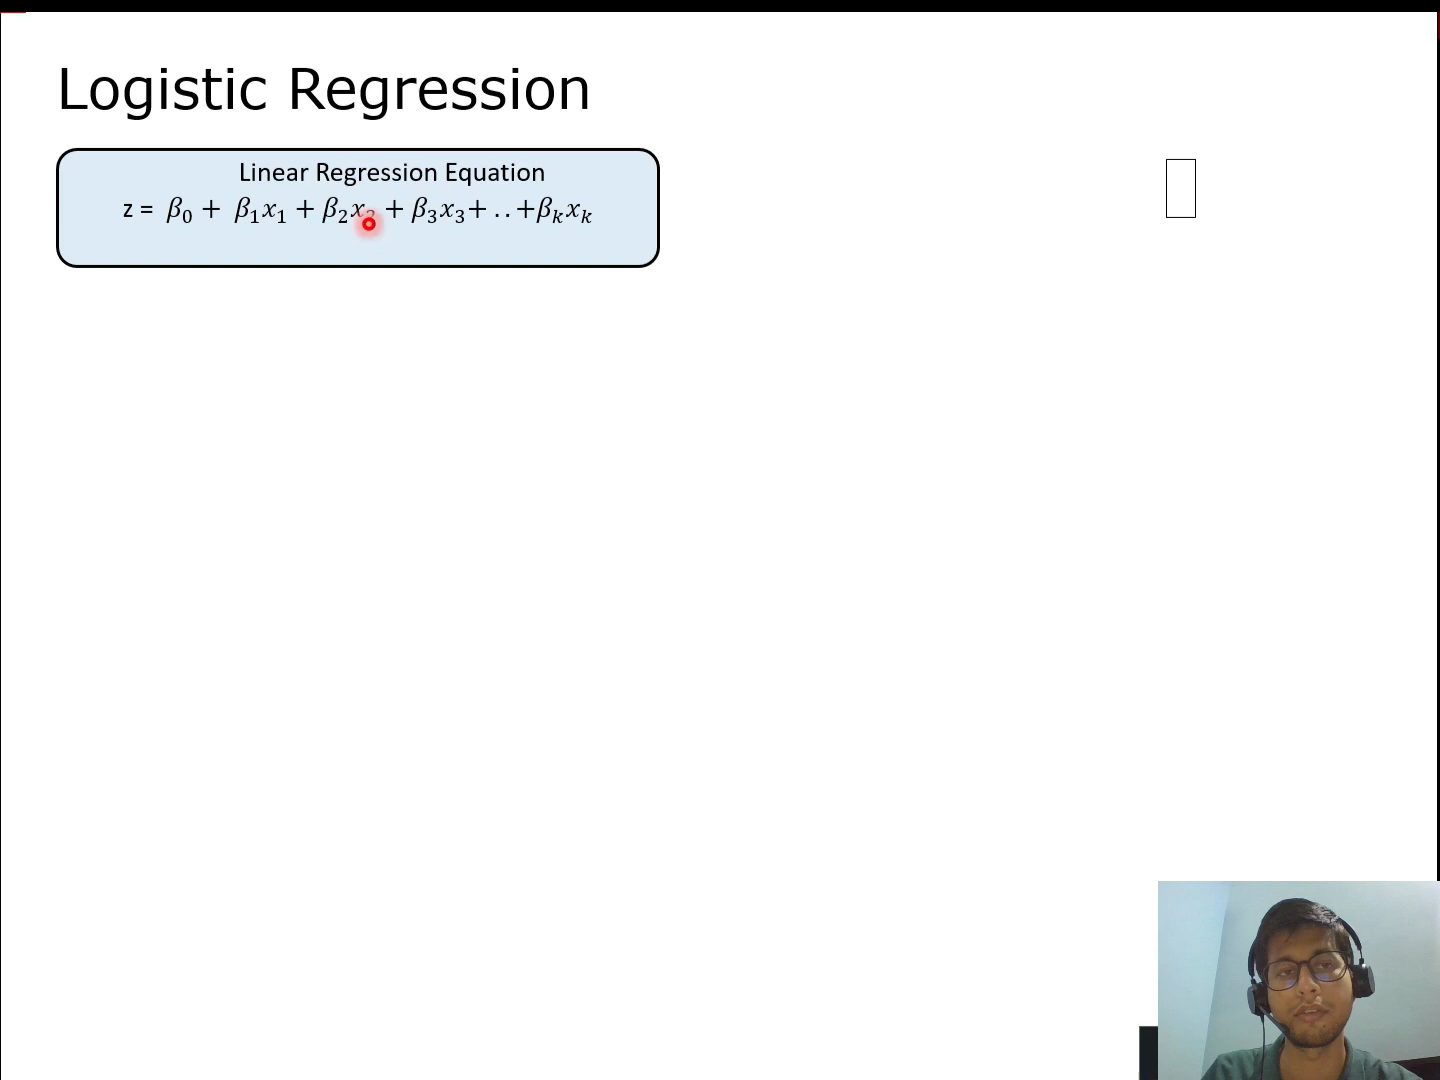 Logistic Regression
Linear Regression Equation
z = β₀ + β₁x₁ + β₂x₂ + β₃x₃+ . . +βₖxₖ